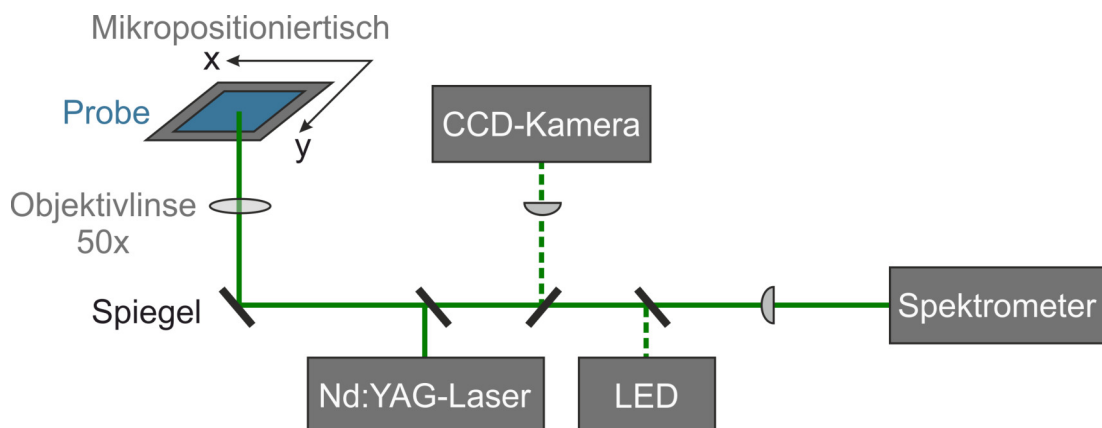 Mikropositioniertisch
x
Probe
y
CCD-Kamera
Objektivlinse
50x
Spiegel
Spektrometer
Nd:YAG-Laser
LED